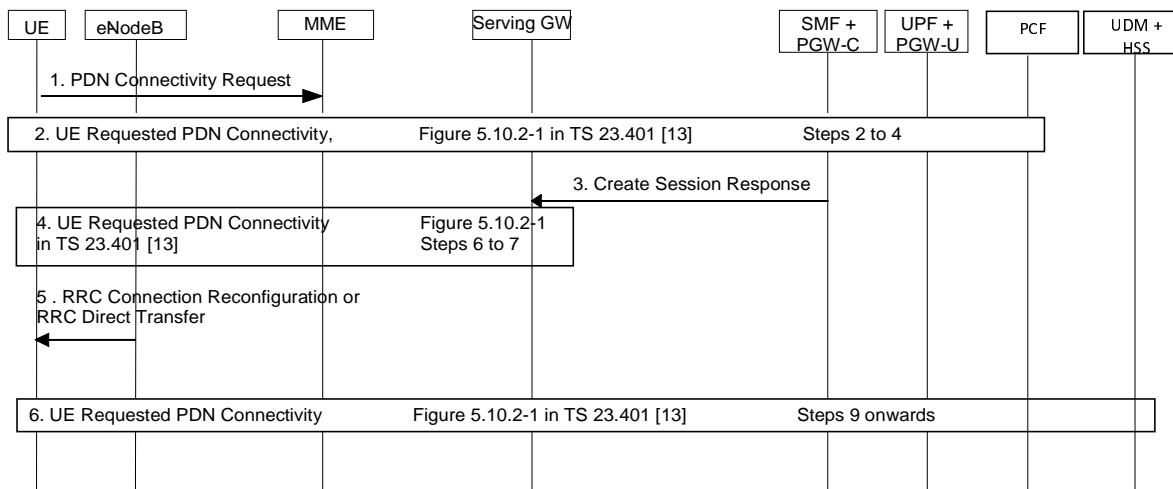 UE
eNodeB
MME
Serving GW
SMF +
PGW-C
UPF +
PGW-U
PCF
UDM +
HSS
1. PDN Connectivity Request
2. UE Requested PDN Connectivity, Figure 5.10.2-1 in TS 23.401 [13] Steps 2 to 4
3. Create Session Response
4. UE Requested PDN Connectivity Figure 5.10.2-1
in TS 23.401 [13] Steps 6 to 7
5 . RRC Connection Reconfiguration or
RRC Direct Transfer
6. UE Requested PDN Connectivity Figure 5.10.2-1 in TS 23.401 [13] Steps 9 onwards